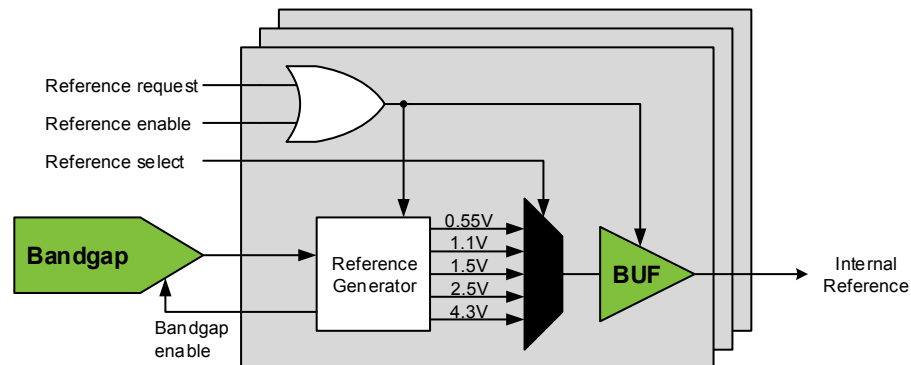 Reference request
Reference enable
Reference select
Bandgap
Bandgap
enable
Reference
Generator
0.55V
1.1V
1.5V
2.5V
4.3V
BUF
Internal
Reference